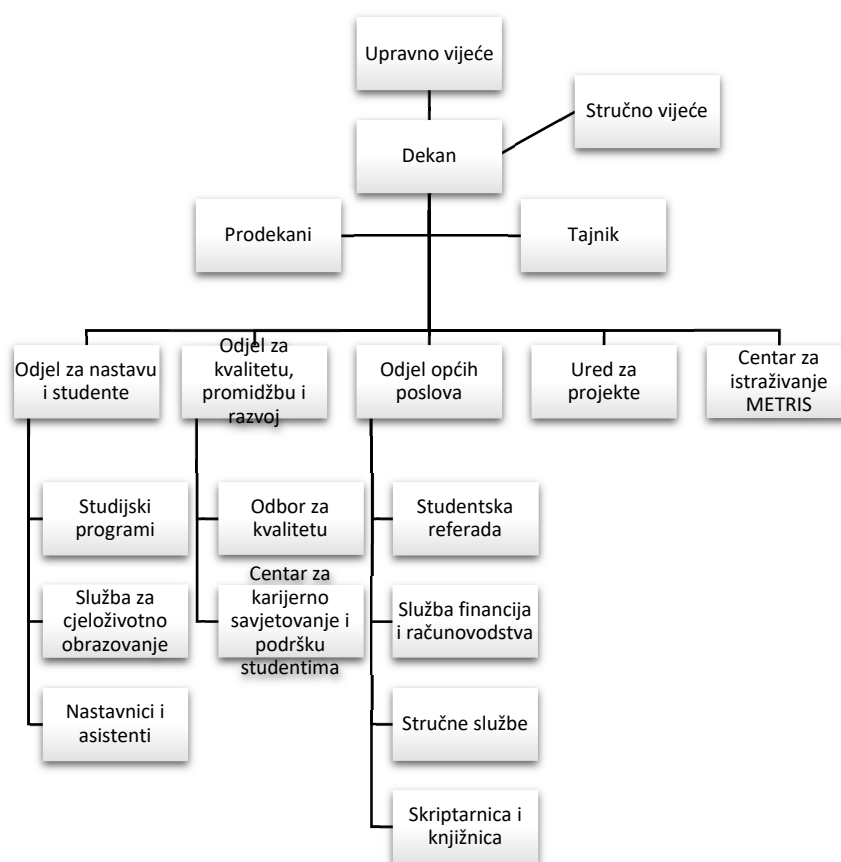 Upravno vijeće
Stručno vijeće
Dekan
Prodekani
Tajnik
Odjel za nastavu
i studente
Odjel za
kvalitetu,
promidžbu i
razvoj
Odjel općih
poslova
Ured za
projekte
Centar za
istraživanje
METRIS
Studijski
programi
Služba za
cjeloživotno
obrazovanje
Nastavnici i
asistenti
Odbor za
kvalitetu
Centar za
karijerno
savjetovanje i
podršku
studentima
Studentska
referada
Služba financija
i računovodstva
Stručne službe
Skriptarnica i
knjižnica